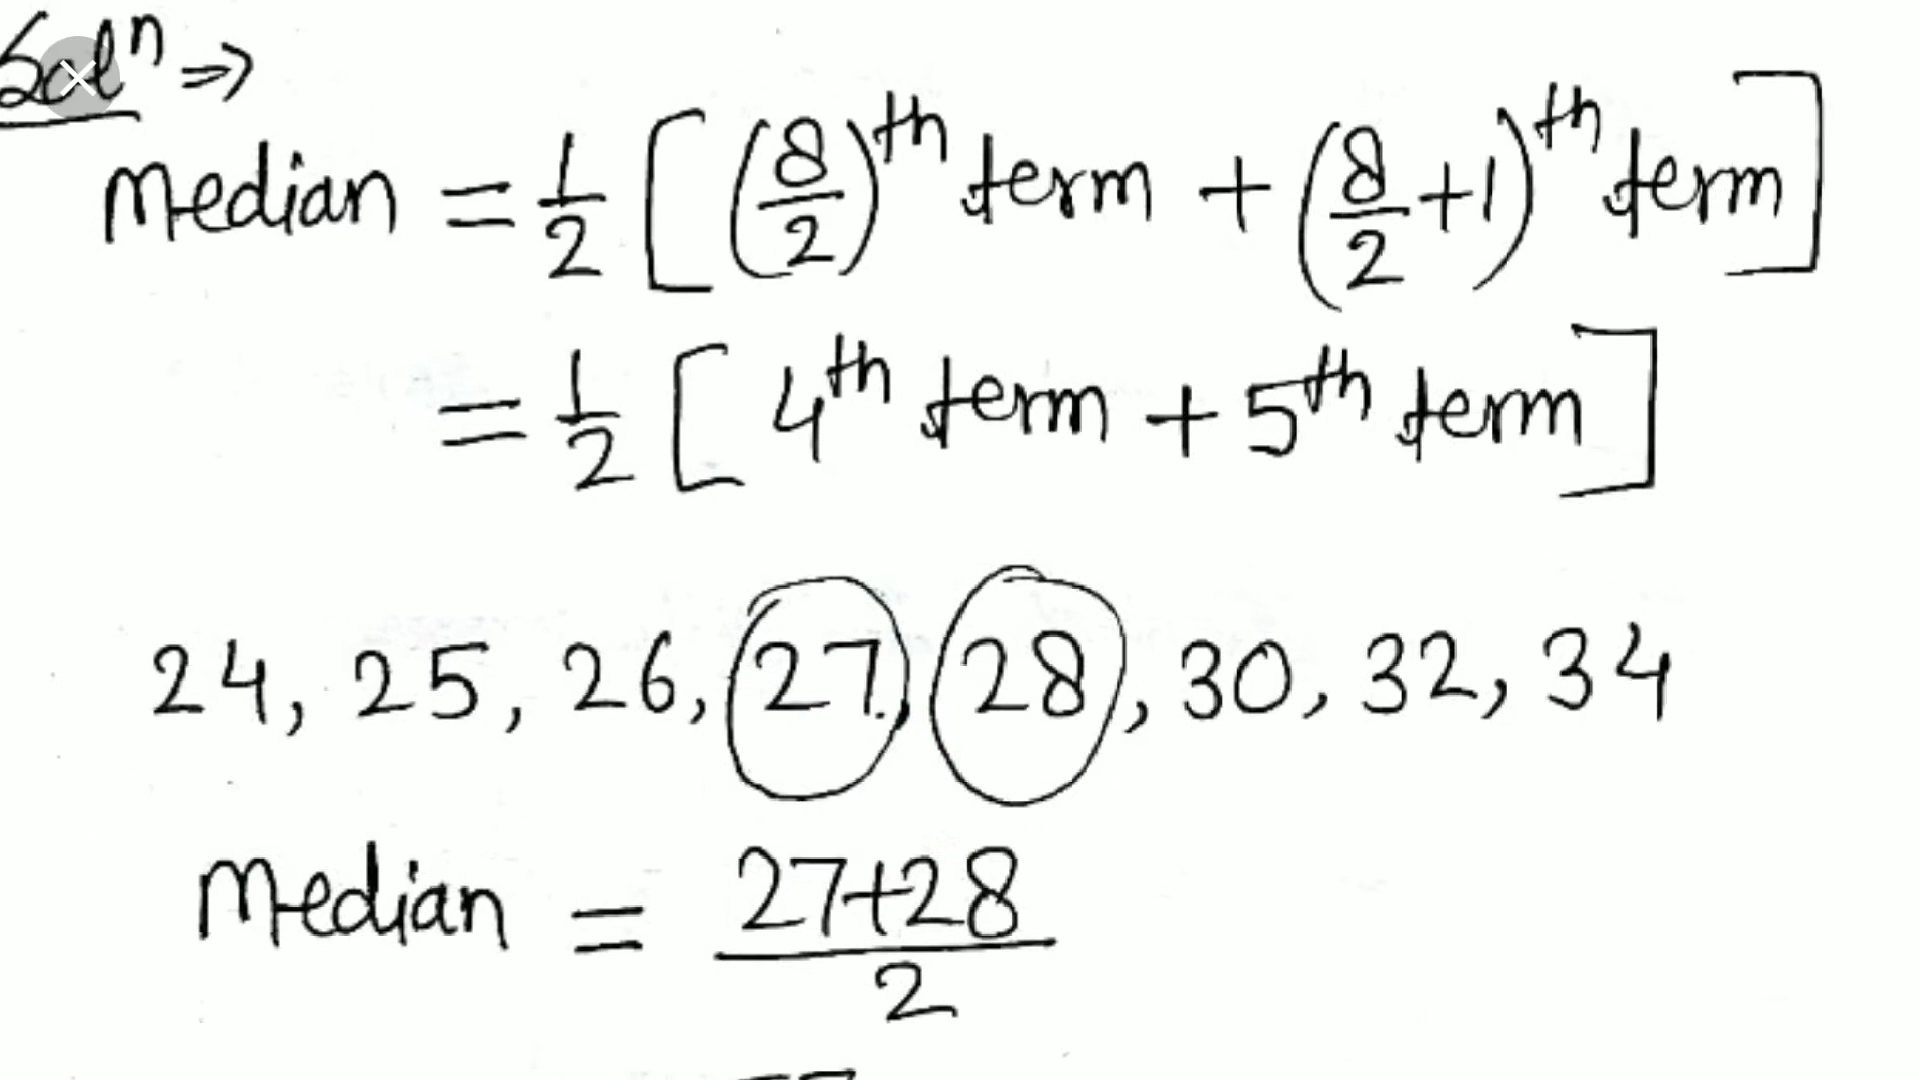 Solⁿ ⇒
Median = 1/2 [ (8/2)th term + (8/2 + 1)th term ]
= 1/2 [ 4th term + 5th term ]
24, 25, 26, 27, 28, 30, 32, 34
Median = 27+28/2